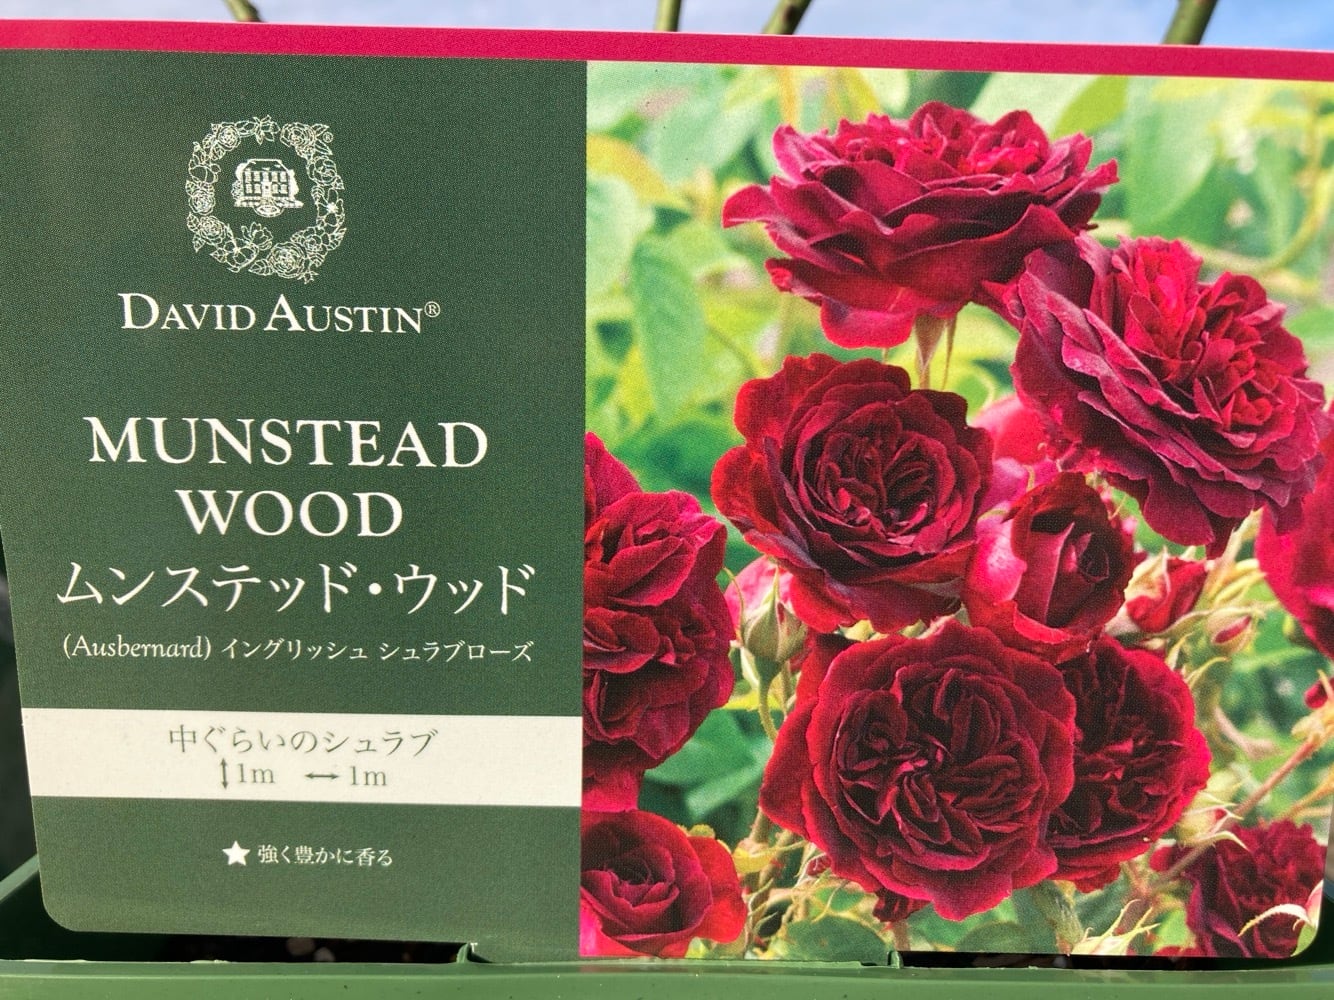 DAVID AUSTIN®
MUNSTEAD
WOOD
ムンステッド・ウッド
(Ausbernard) イングリッシュ シュラブローズ
中ぐらいのシュラブ
↕1m ↔1m
★ 強く豊かに香る